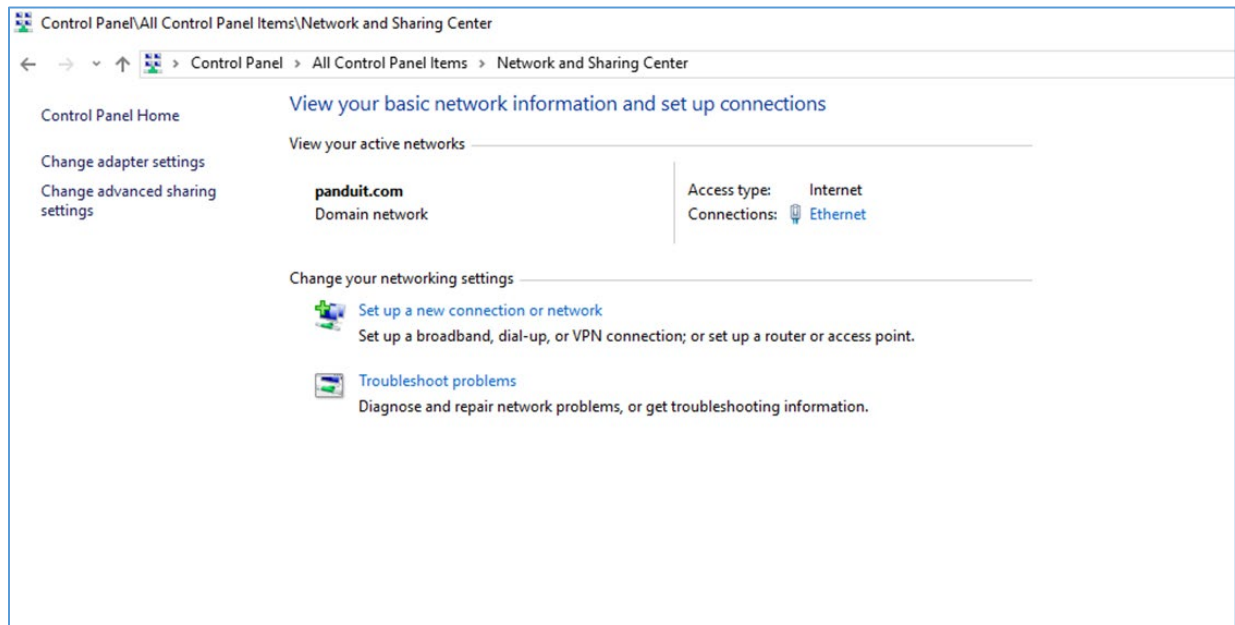 Control Panel\All Control Panel Items\Network and Sharing Center
Control Panel > All Control Panel Items > Network and Sharing Center
Control Panel Home
Change adapter settings
Change advanced sharing
settings
View your basic network information and set up connections
View your active networks
panduit.com
Domain network
Access type: Internet
Connections: Ethernet
Change your networking settings
Set up a new connection or network
Set up a broadband, dial-up, or VPN connection; or set up a router or access point.
Troubleshoot problems
Diagnose and repair network problems, or get troubleshooting information.